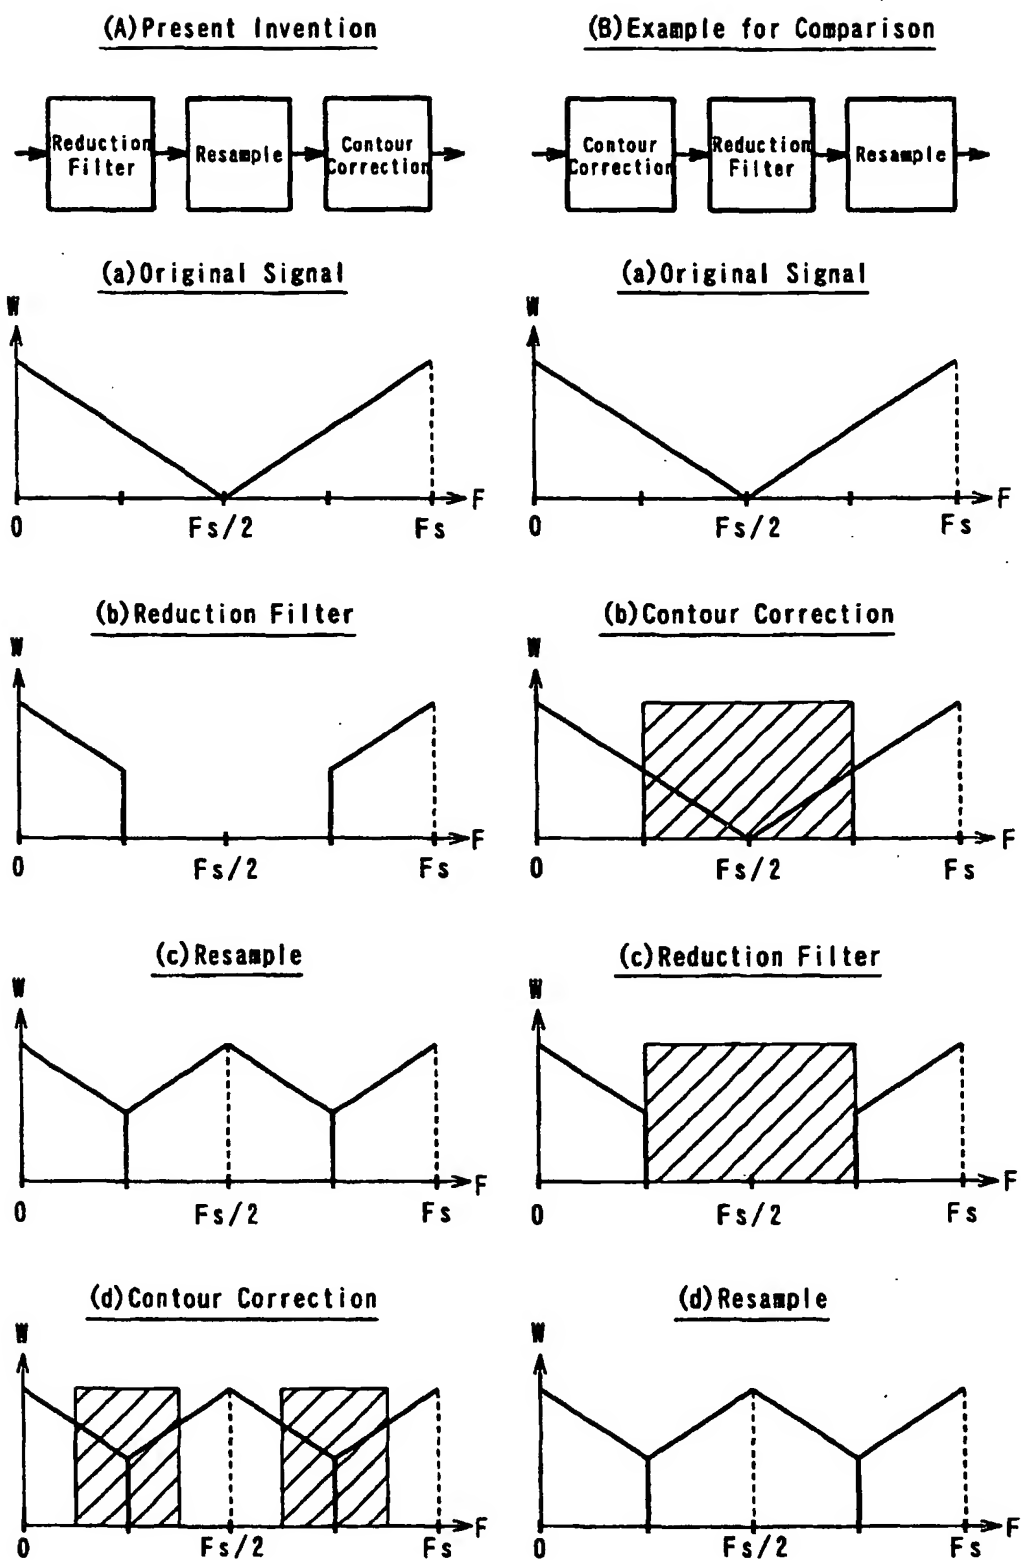 (A)Present Invention
Reduction Filter
Resample
Contour Correction
(a)Original Signal
W
F
0
Fs/2
Fs
(b)Reduction Filter
W
F
0
Fs/2
Fs
(c)Resample
W
F
0
Fs/2
Fs
(d)Contour Correction
W
F
0
Fs/2
Fs
(B)Example for Comparison
Contour Correction
Reduction Filter
Resample
(a)Original Signal
W
F
0
Fs/2
Fs
(b)Contour Correction
W
F
0
Fs/2
Fs
(c)Reduction Filter
W
F
0
Fs/2
Fs
(d)Resample
W
F
0
Fs/2
Fs